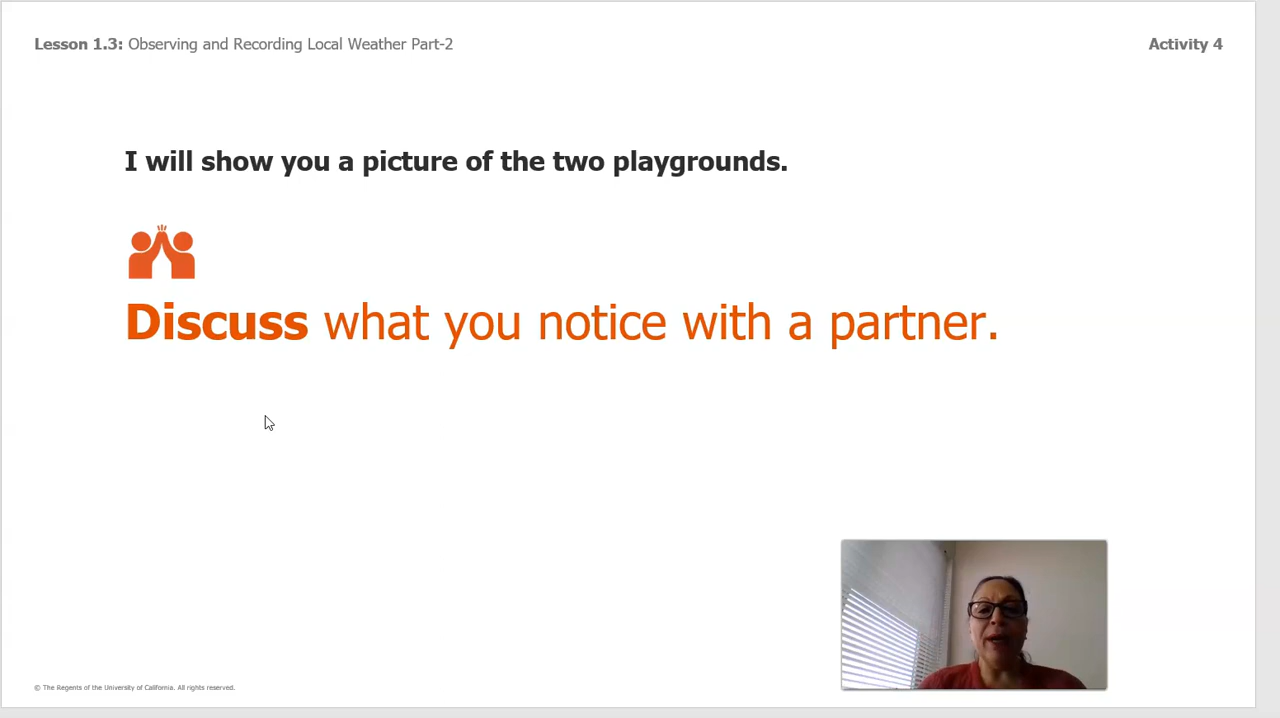 Lesson 1.3: Observing and Recording Local Weather Part-2
Activity 4
I will show you a picture of the two playgrounds.
Discuss what you notice with a partner.
© The Regents of the University of California. All rights reserved.